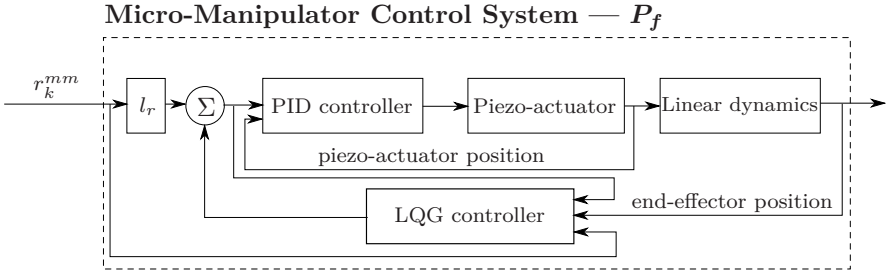 Micro-Manipulator Control System — P_f
r_k^{mm}
l_r
Σ
PID controller
Piezo-actuator
Linear dynamics
piezo-actuator position
LQG controller
end-effector position